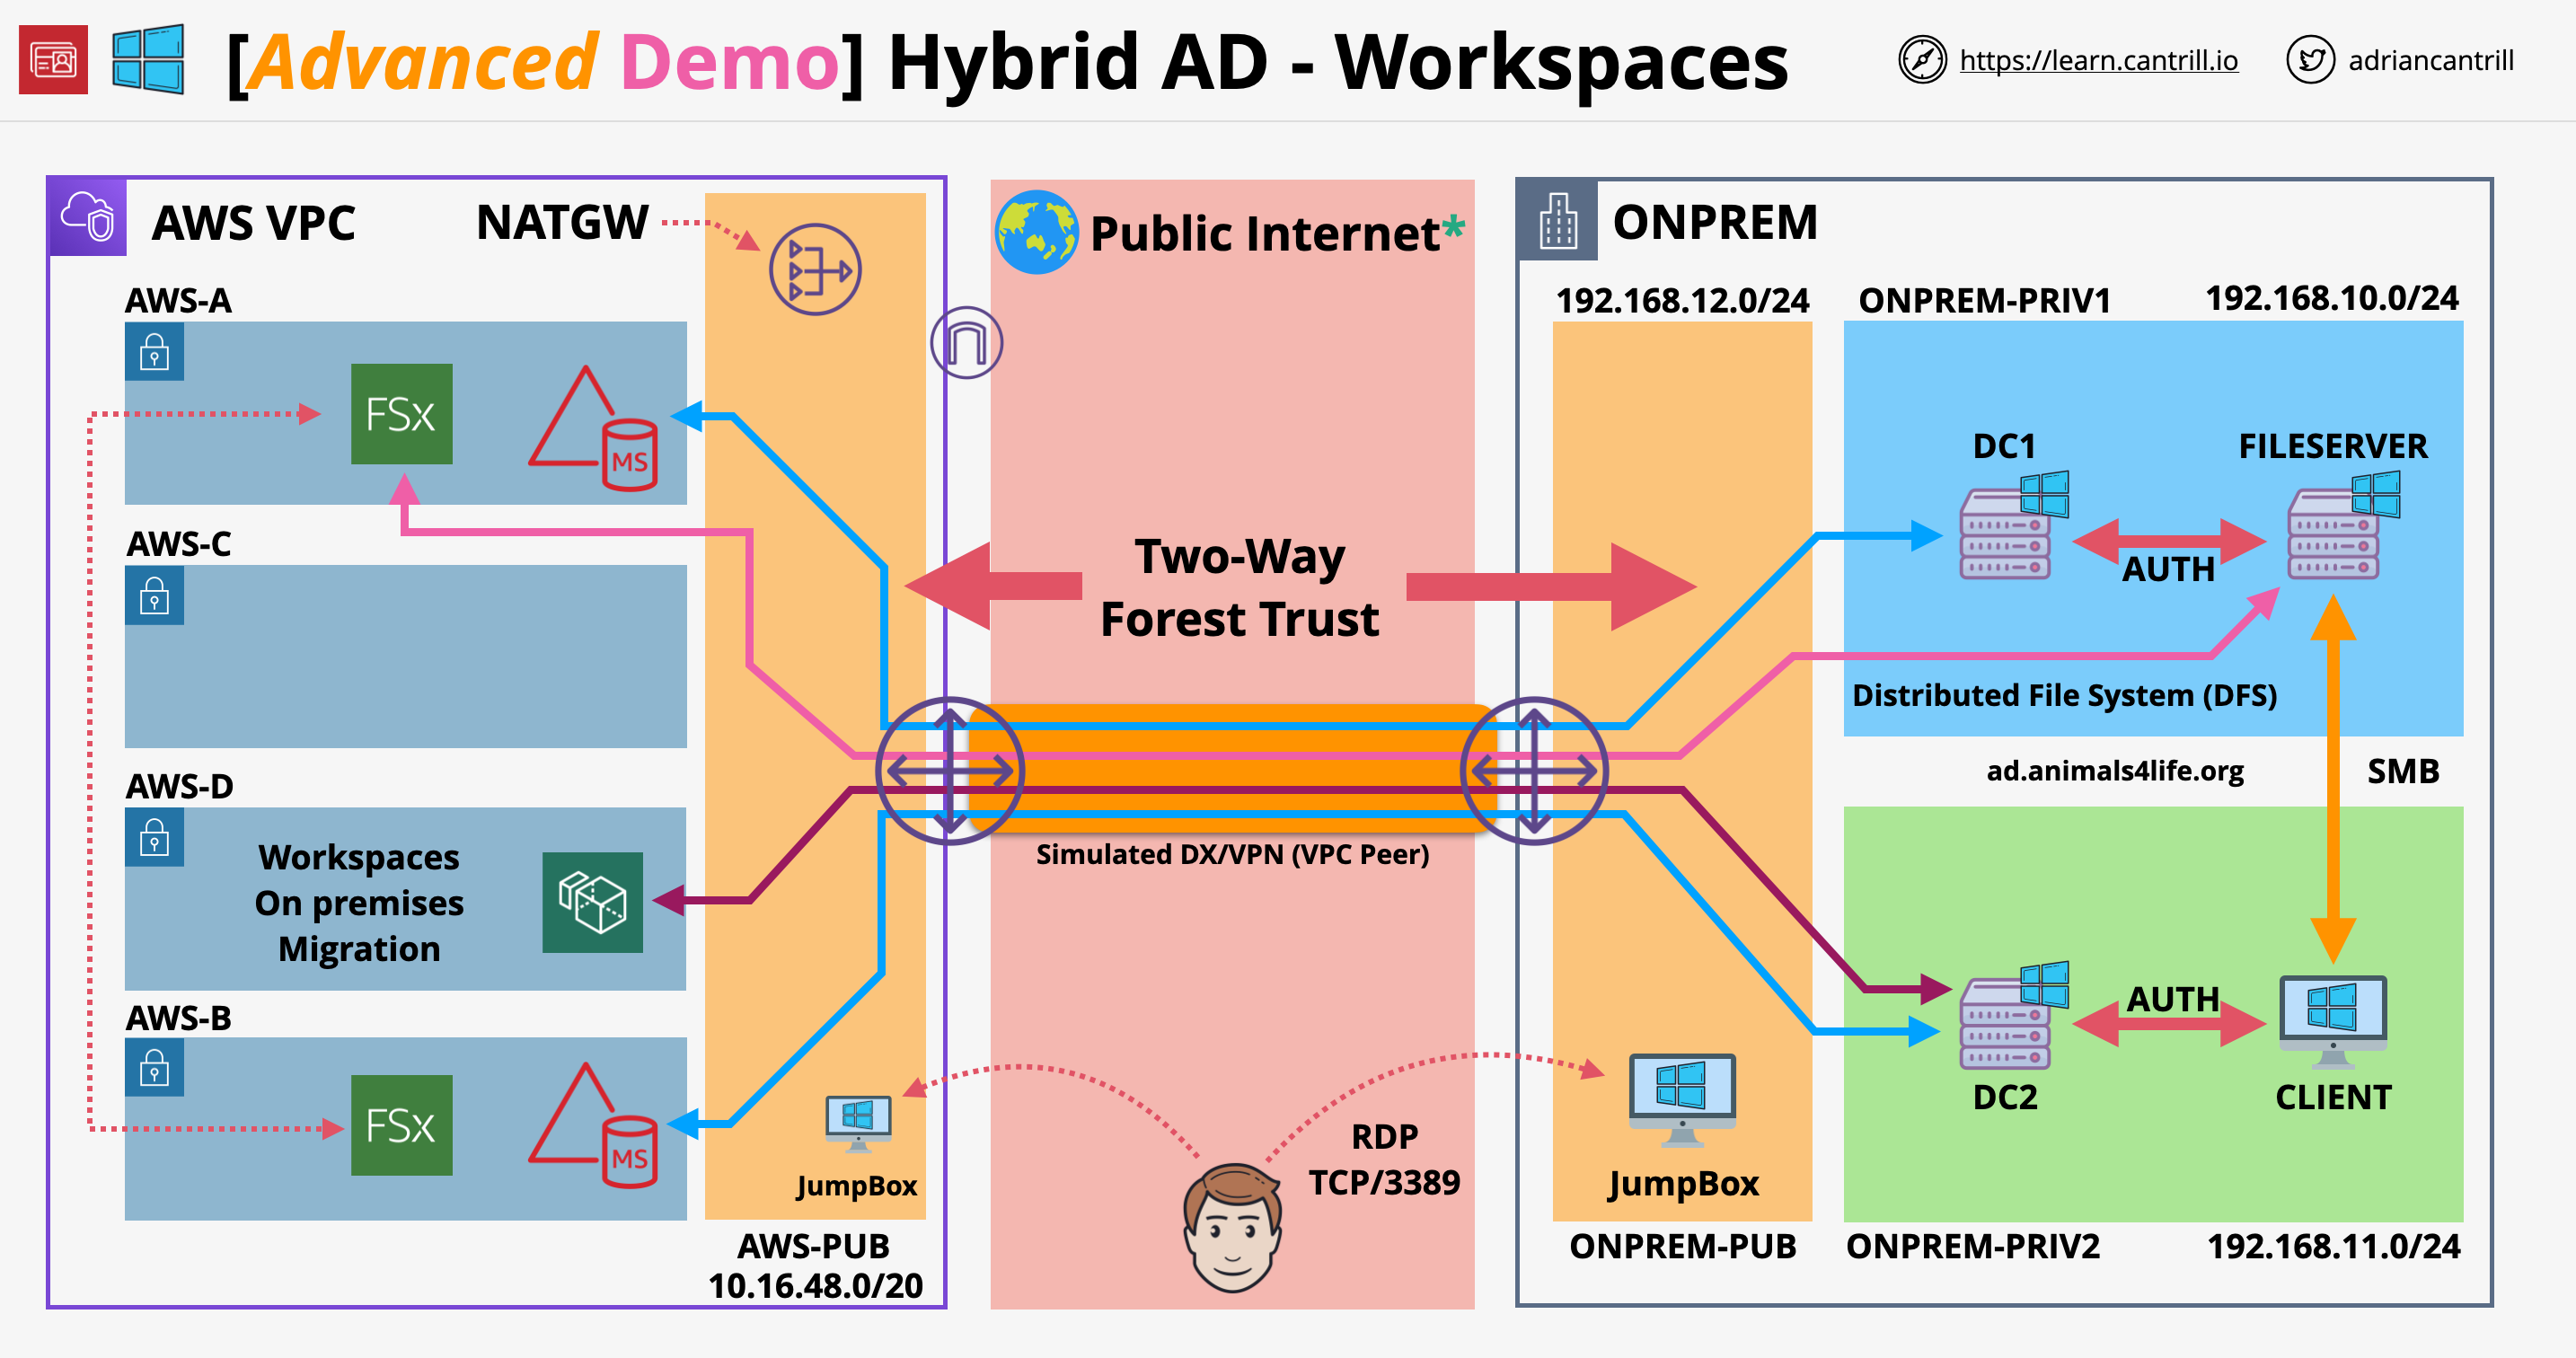 [Advanced Demo] Hybrid AD - Workspaces
https://learn.cantrill.io
adriancantrill
AWS VPC
NATGW
Public Internet*
ONPREM
AWS-A
192.168.12.0/24
ONPREM-PRIV1
192.168.10.0/24
FSx
MS
DC1
FILESERVER
AUTH
AWS-C
Two-Way
Forest Trust
Distributed File System (DFS)
ad.animals4life.org
SMB
AWS-D
Workspaces
On premises
Migration
Simulated DX/VPN (VPC Peer)
AWS-B
FSx
MS
JumpBox
RDP
TCP/3389
JumpBox
AUTH
DC2
CLIENT
AWS-PUB
10.16.48.0/20
ONPREM-PUB
ONPREM-PRIV2
192.168.11.0/24